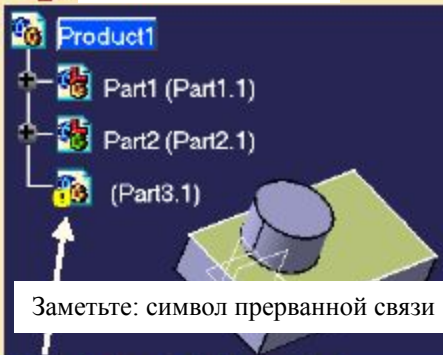 Product1
Part1 (Part1.1)
Part2 (Part2.1)
(Part3.1)
Заметьте: символ прерванной связи